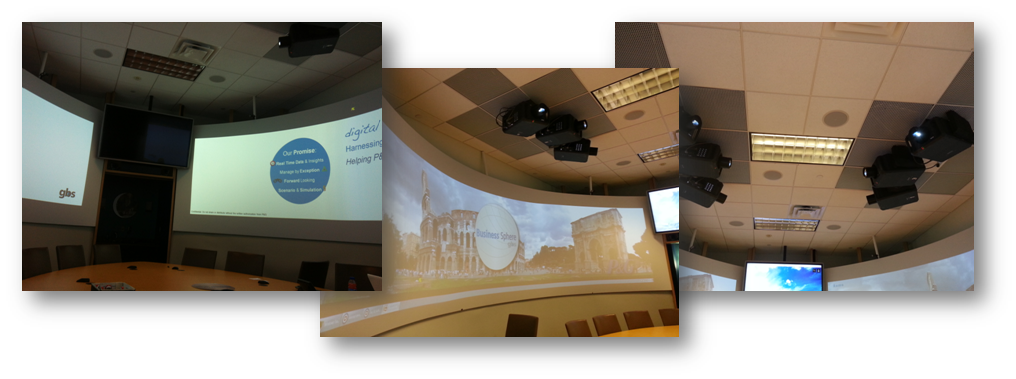 gbs
Our Promise:
Real Time Data & Insights
Manage by Exception
Forward Looking
Scenario & Simulation
digital
Harnessing
Helping P&
Business Sphere